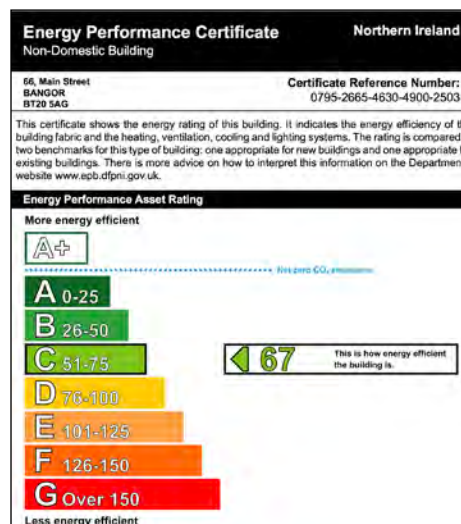 Energy Performance Certificate
Northern Ireland
Non-Domestic Building
66, Main Street
BANGOR
BT20 5AG
Certificate Reference Number:
0795-2665-4630-4900-2503
This certificate shows the energy rating of this building. It indicates the energy efficiency of
building fabric and the heating, ventilation, cooling and lighting systems. The rating is compared
two benchmarks for this type of building: one appropriate for new buildings and one appropriate
existing buildings. There is more advice on how to interpret this information on the
website www.epb.dfpni.gov.uk.
Energy Performance Asset Rating
More energy efficient
A+
Net zero CO₂ emissions
A 0-25
B 26-50
C 51-75
67
This is how energy efficient
the building is.
D 76-100
E 101-125
F 126-150
G Over 150
Less energy efficient